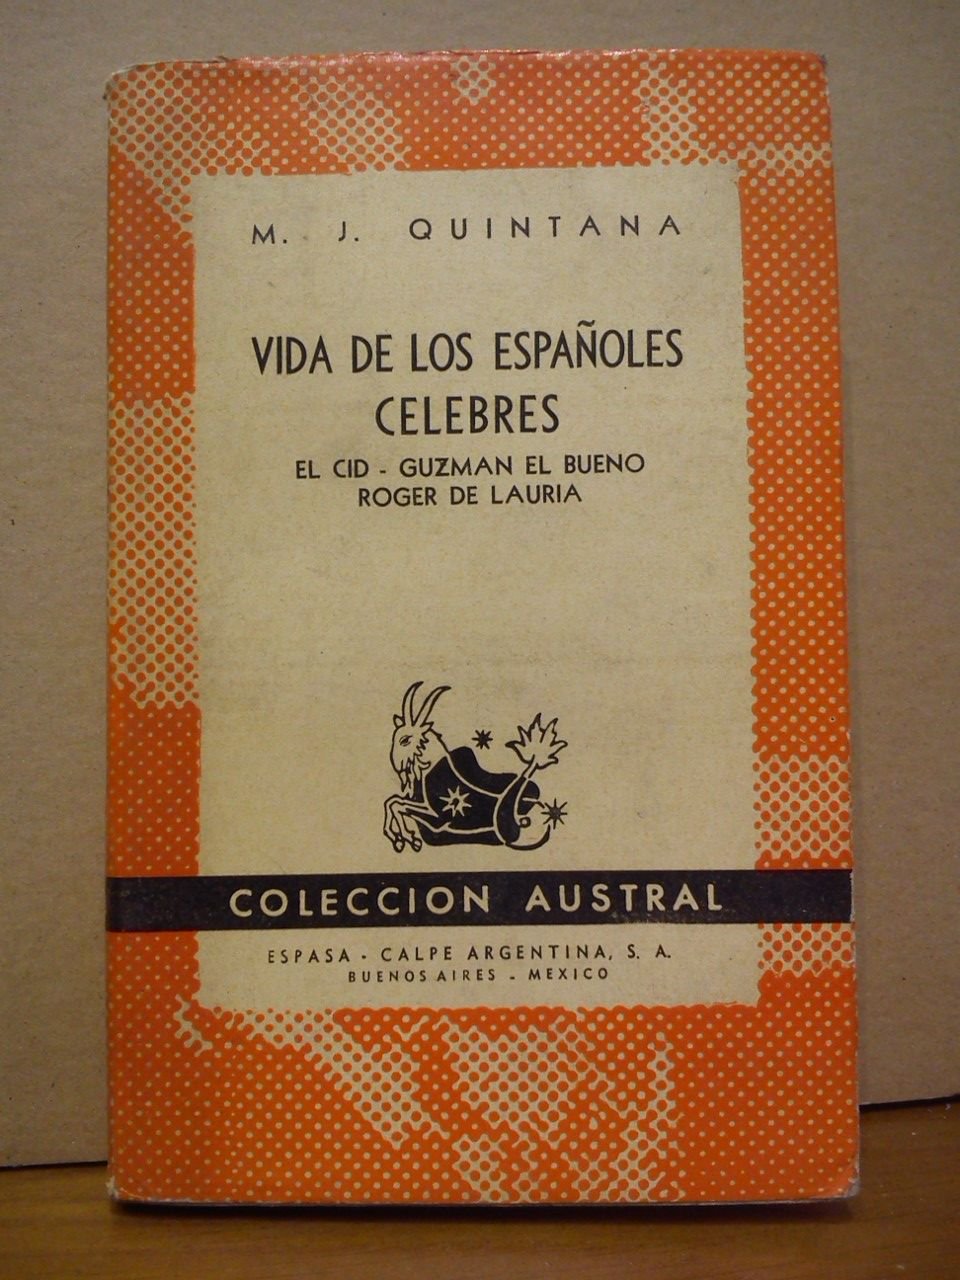 M. J. QUINTANA
VIDA DE LOS ESPAÑOLES
CELEBRES
EL CID - GUZMAN EL BUENO
ROGER DE LAURIA
COLECCION AUSTRAL
ESPASA - CALPE ARGENTINA, S. A.
BUENOS AIRES - MEXICO